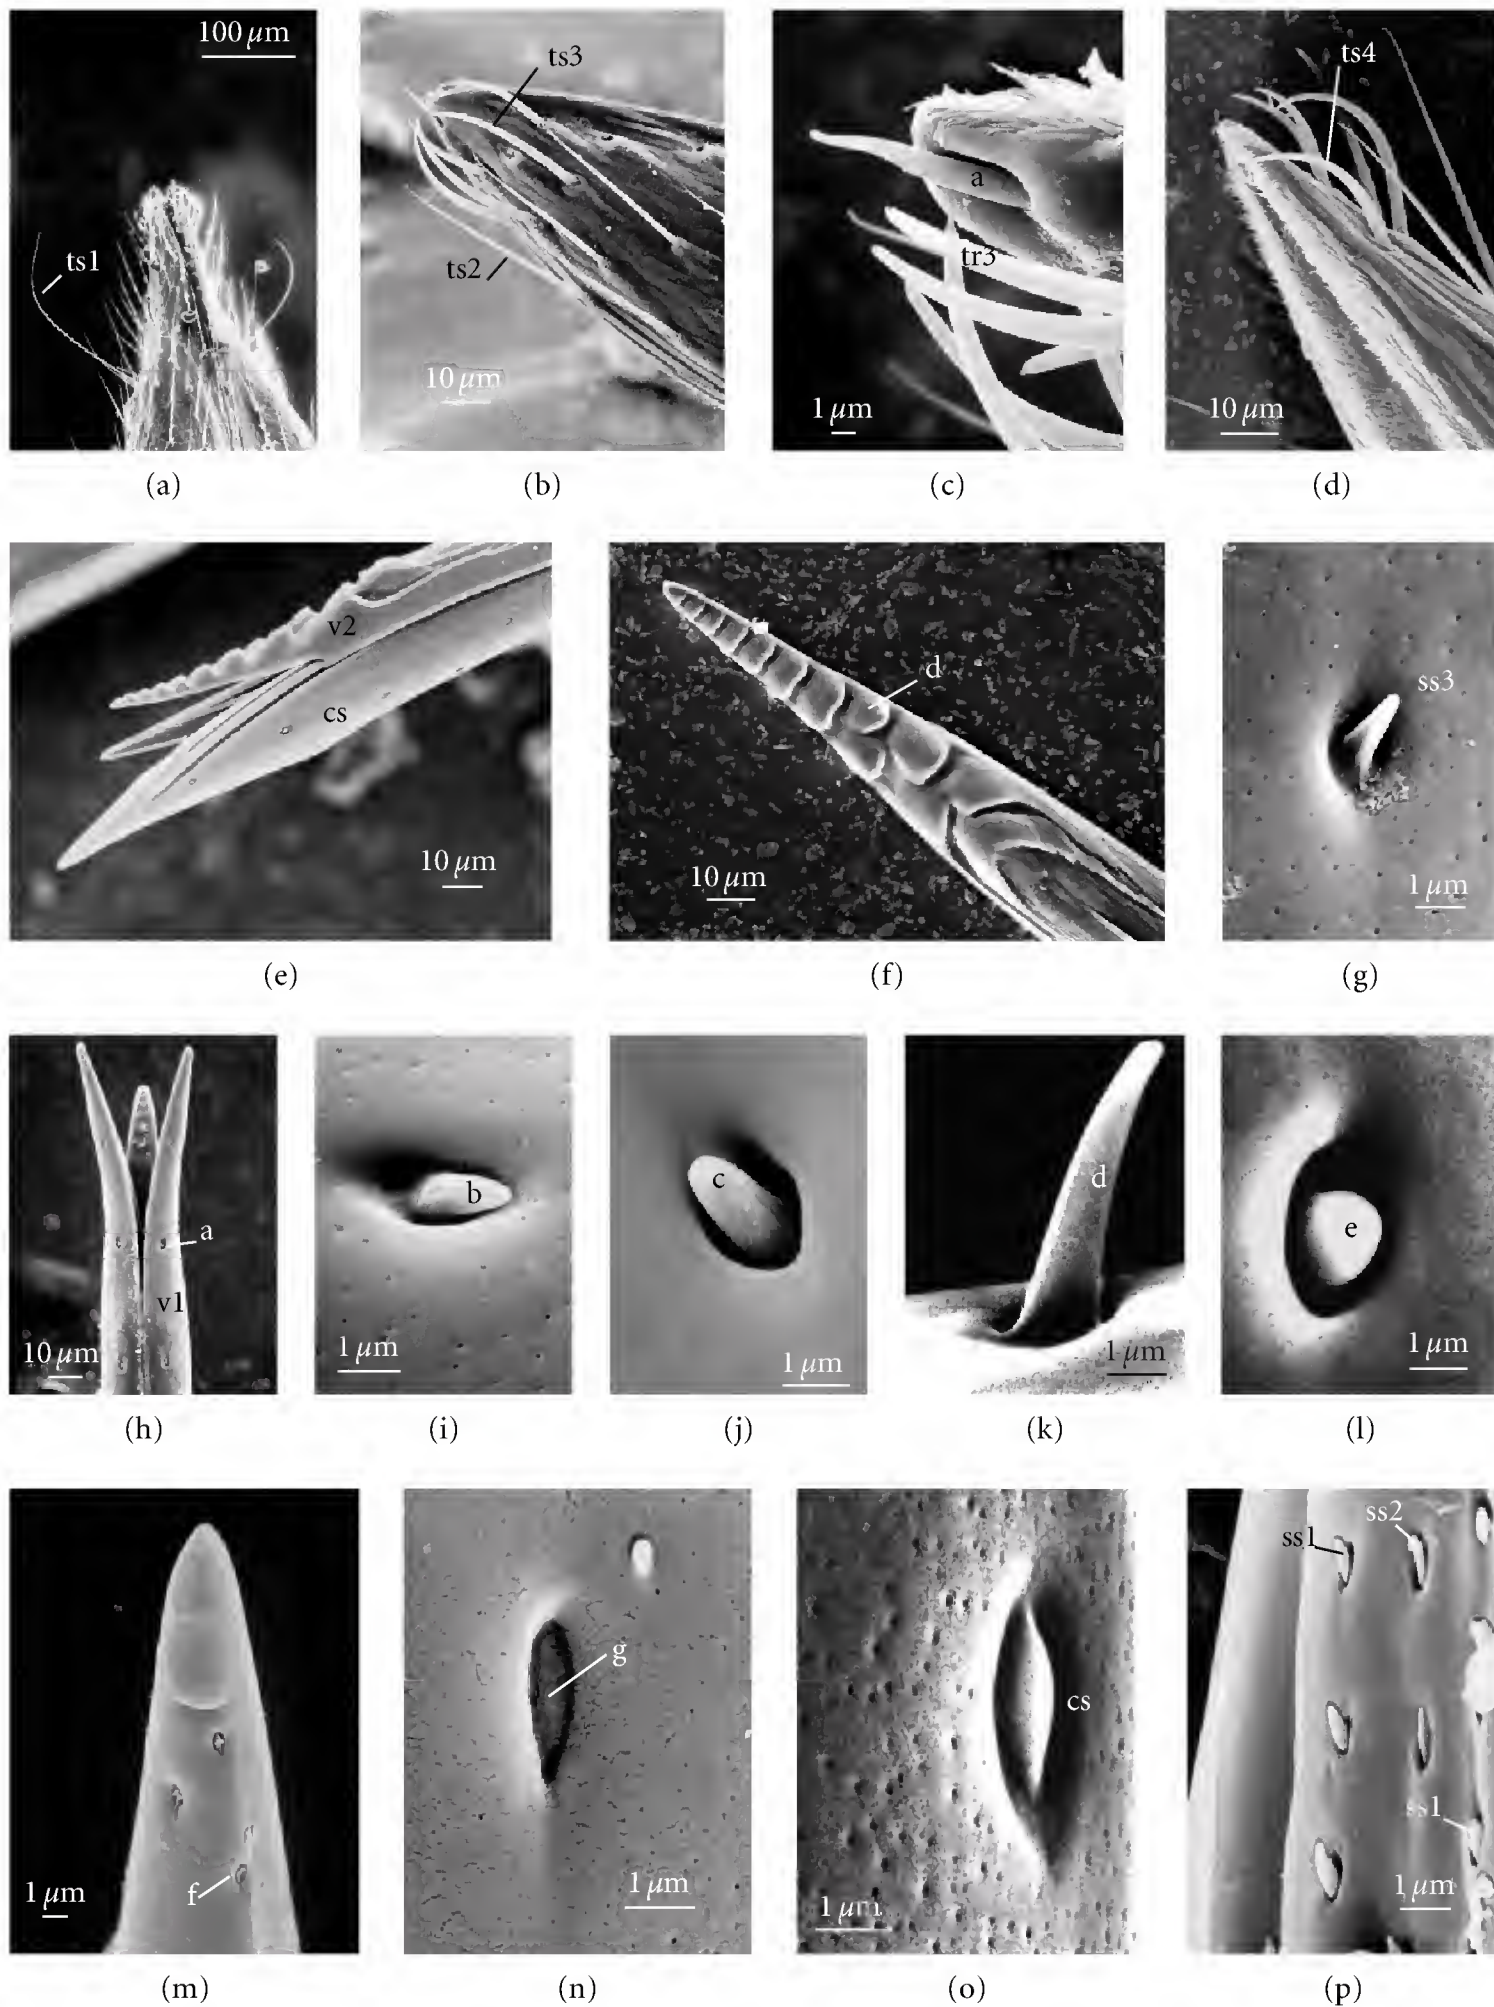 100 μm
ts1
(a)
ts3
ts2
10 μm
(b)
a
tr3
1 μm
(c)
ts4
10 μm
(d)
v2
cs
10 μm
(e)
d
10 μm
(f)
ss3
1 μm
(g)
a
v1
10 μm
(h)
b
1 μm
(i)
c
1 μm
(j)
d
1 μm
(k)
e
1 μm
(l)
f
1 μm
(m)
g
1 μm
(n)
cs
1 μm
(o)
ss2
ss1
ss1
1 μm
(p)